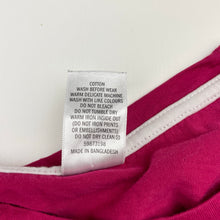 COTTON
WASH BEFORE WEAR
WARM DELICATE MACHINE
WASH WITH LIKE COLOURS
DO NOT BLEACH
DO NOT TUMBLE DRY
WARM IRON INSIDE OUT
(DO NOT IRON PRINTS
OR EMBELLISHMENTS)
DO NOT DRY CLEAN
MADE IN BANGLADESH